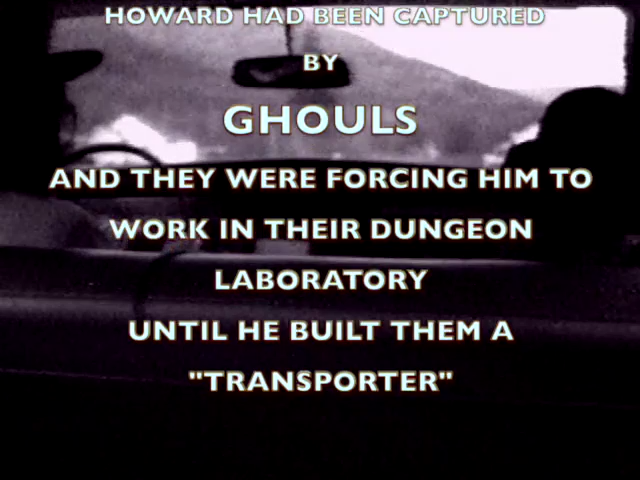 HOWARD HAD BEEN CAPTURED
BY
GHOULS
AND THEY WERE FORCING HIM TO
WORK IN THEIR DUNGEON
LABORATORY
UNTIL HE BUILT THEM A
"TRANSPORTER"